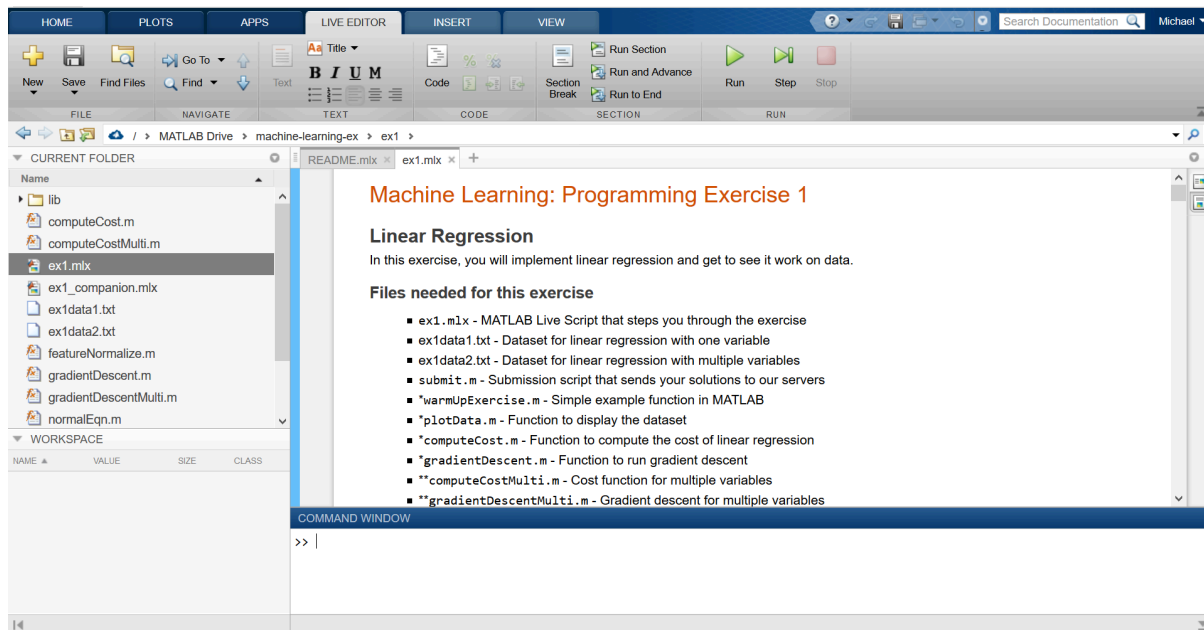 HOME PLOTS APPS LIVE EDITOR INSERT VIEW ? Search Documentation Michael
New Save Find Files Go To Find Text Aa Title B I U M Code % Section Break Run Section Run and Advance Run to End Run Step Stop
FILE NAVIGATE TEXT CODE SECTION RUN
/ › MATLAB Drive › machine-learning-ex › ex1 ›
CURRENT FOLDER
Name
lib
computeCost.m
computeCostMulti.m
ex1.mlx
ex1_companion.mlx
ex1data1.txt
ex1data2.txt
featureNormalize.m
gradientDescent.m
gradientDescentMulti.m
normalEqn.m
WORKSPACE
NAME VALUE SIZE CLASS
README.mlx × ex1.mlx × +
Machine Learning: Programming Exercise 1
Linear Regression
In this exercise, you will implement linear regression and get to see it work on data.
Files needed for this exercise
ex1.mlx - MATLAB Live Script that steps you through the exercise
ex1data1.txt - Dataset for linear regression with one variable
ex1data2.txt - Dataset for linear regression with multiple variables
submit.m - Submission script that sends your solutions to our servers
*warmUpExercise.m - Simple example function in MATLAB
*plotData.m - Function to display the dataset
*computeCost.m - Function to compute the cost of linear regression
*gradientDescent.m - Function to run gradient descent
**computeCostMulti.m - Cost function for multiple variables
**gradientDescentMulti.m - Gradient descent for multiple variables
COMMAND WINDOW
>>